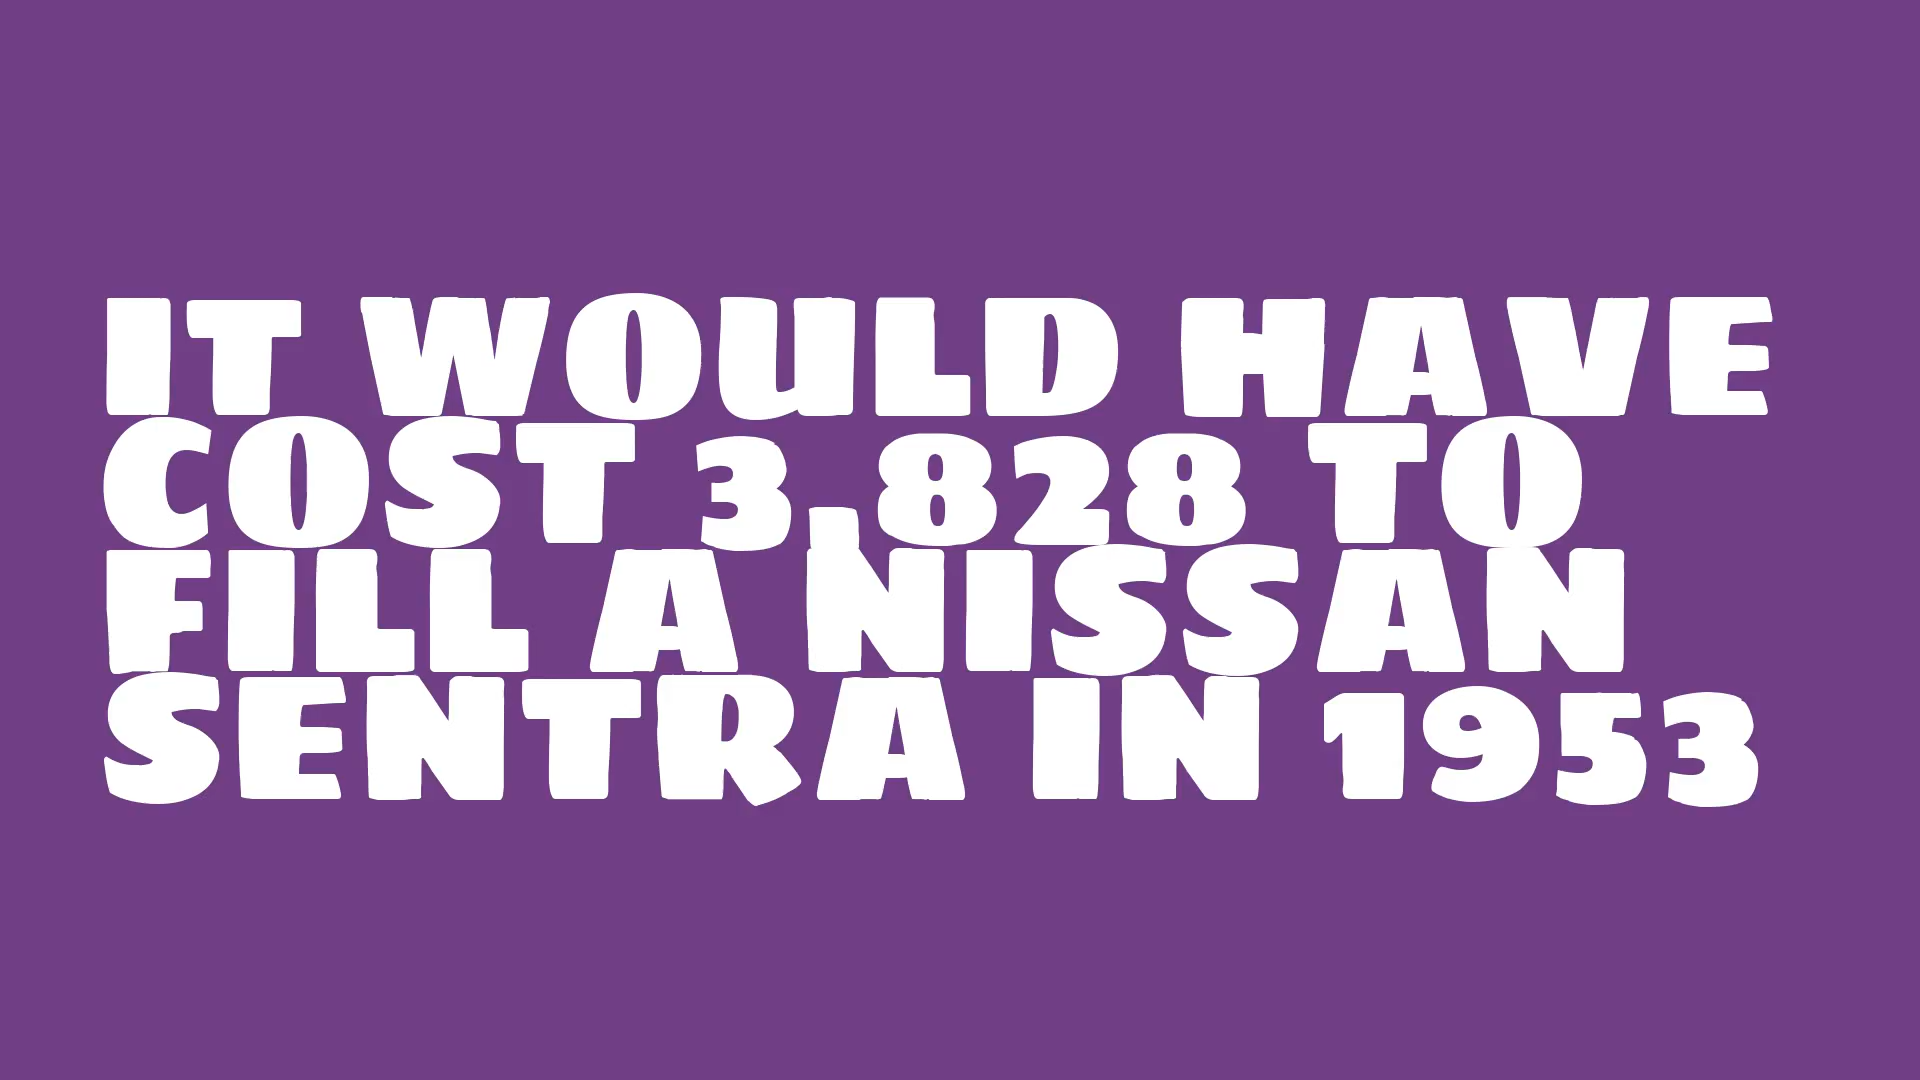 IT WOULD HAVE
COST 3,828 TO
FILL A NISSAN
SENTRA IN 1953